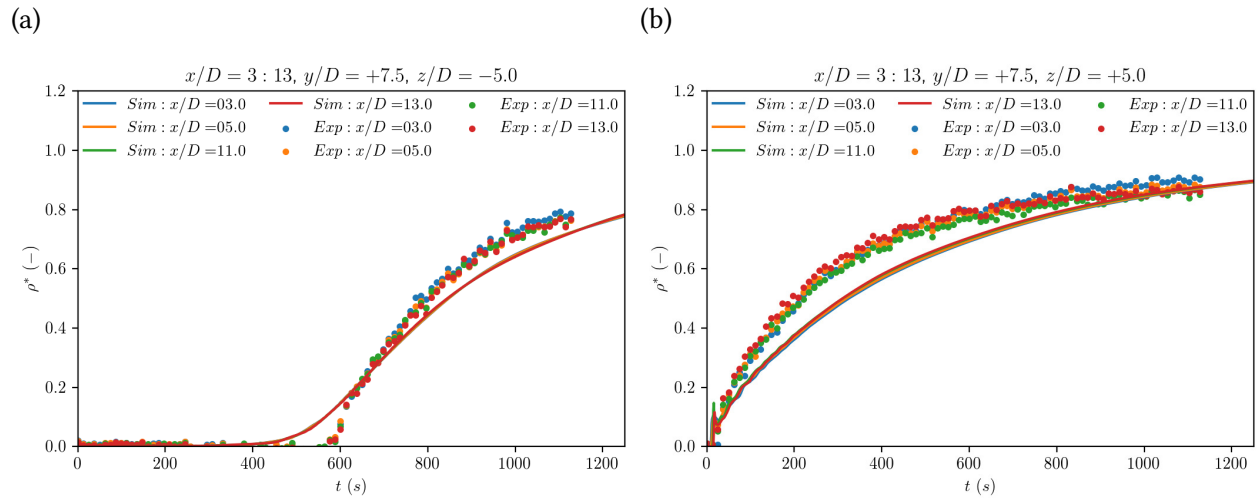 (a)
(b)
x/D = 3 : 13, y/D = +7.5, z/D = −5.0
1.2
1.0
0.8
0.6
0.4
0.2
0.0
ρ* (−)
Sim : x/D =03.0
Sim : x/D =05.0
Sim : x/D =11.0
Sim : x/D =13.0
Exp : x/D =03.0
Exp : x/D =05.0
Exp : x/D =11.0
Exp : x/D =13.0
0 200 400 600 800 1000 1200
t (s)
x/D = 3 : 13, y/D = +7.5, z/D = +5.0
1.2
1.0
0.8
0.6
0.4
0.2
0.0
ρ* (−)
Sim : x/D =03.0
Sim : x/D =05.0
Sim : x/D =11.0
Sim : x/D =13.0
Exp : x/D =03.0
Exp : x/D =05.0
Exp : x/D =11.0
Exp : x/D =13.0
0 200 400 600 800 1000 1200
t (s)